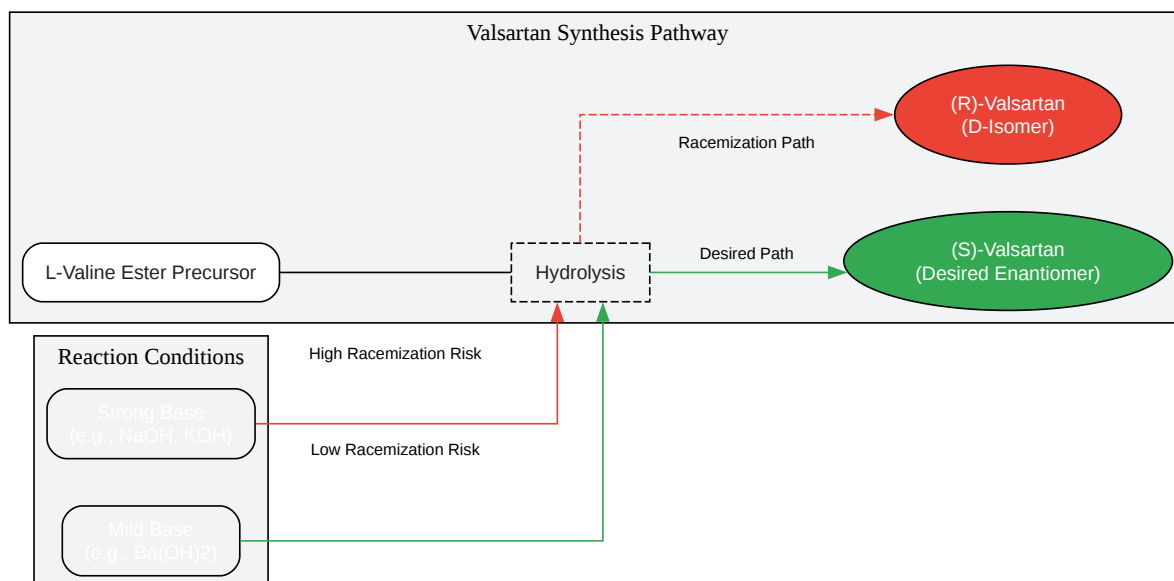 Valsartan Synthesis Pathway
(R)-Valsartan
(D-Isomer)
Racemization Path
L-Valine Ester Precursor
Hydrolysis
Desired Path
(S)-Valsartan
(Desired Enantiomer)
Reaction Conditions
High Racemization Risk
Strong Base
(e.g., NaOH, KOH)
Low Racemization Risk
Mild Base
(e.g., Ba(OH)2)